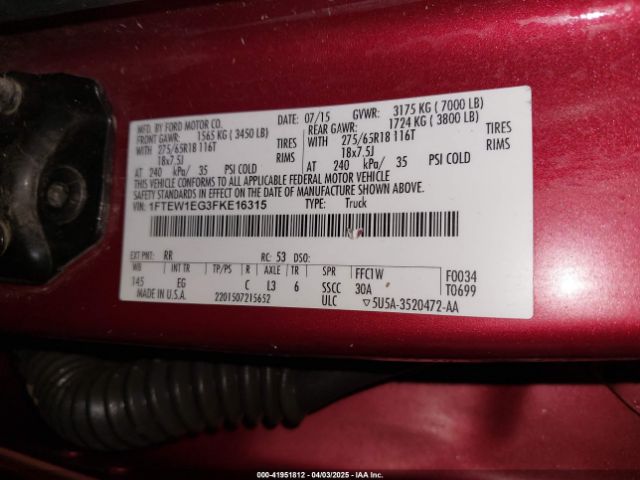 MFD. BY FORD MOTOR CO.
DATE: 07/15
GVWR: 3175 KG ( 7000 LB)
FRONT GAWR: 1565 KG ( 3450 LB)
REAR GAWR: 1724 KG ( 3800 LB)
WITH 275/65R18 116T TIRES
WITH 275/65R18 116T TIRES
18x7.5J RIMS
18x7.5J RIMS
AT 240 kPa/ 35 PSI COLD
AT 240 kPa/ 35 PSI COLD
THIS VEHICLE CONFORMS TO ALL APPLICABLE FEDERAL MOTOR VEHICLE
SAFETY STANDARDS IN EFFECT ON THE DATE OF MANUFACTURE SHOWN ABOVE.
VIN: 1FTEW1EG3FKE16315
TYPE: Truck
EXT PNT: RR RC: 53 DSO:
WB INT TR TP/PS R AXLE TR SPR FFC1W F0034
145 EG C L3 6 SSCC 30A T0699
MADE IN U.S.A. 2201507215652 ULC ▽5U5A-3520472-AA
000-41951812 - 04/03/2025 - IAA Inc.